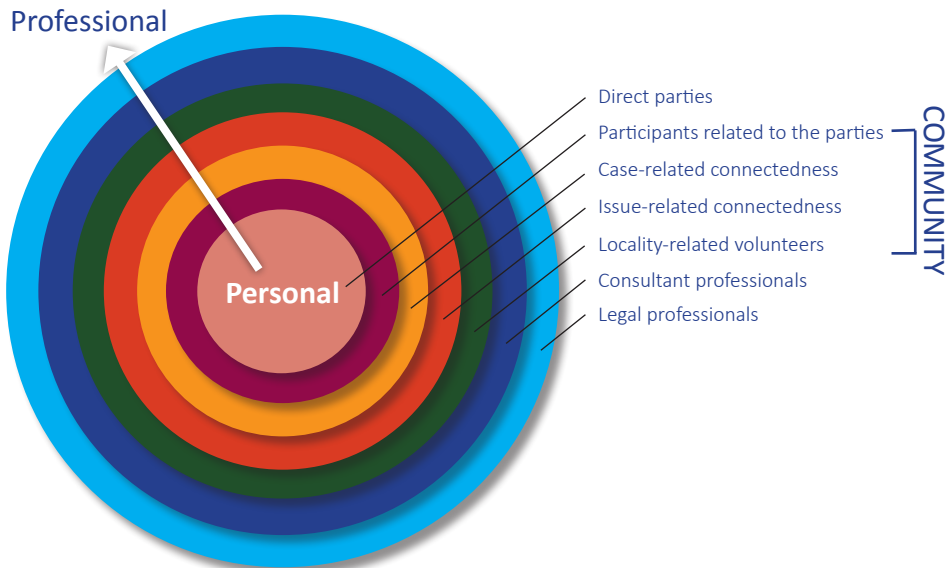 Professional
Direct parties
Participants related to the parties
Case-related connectedness
Issue-related connectedness
Locality-related volunteers
Consultant professionals
Legal professionals
COMMUNITY
Personal